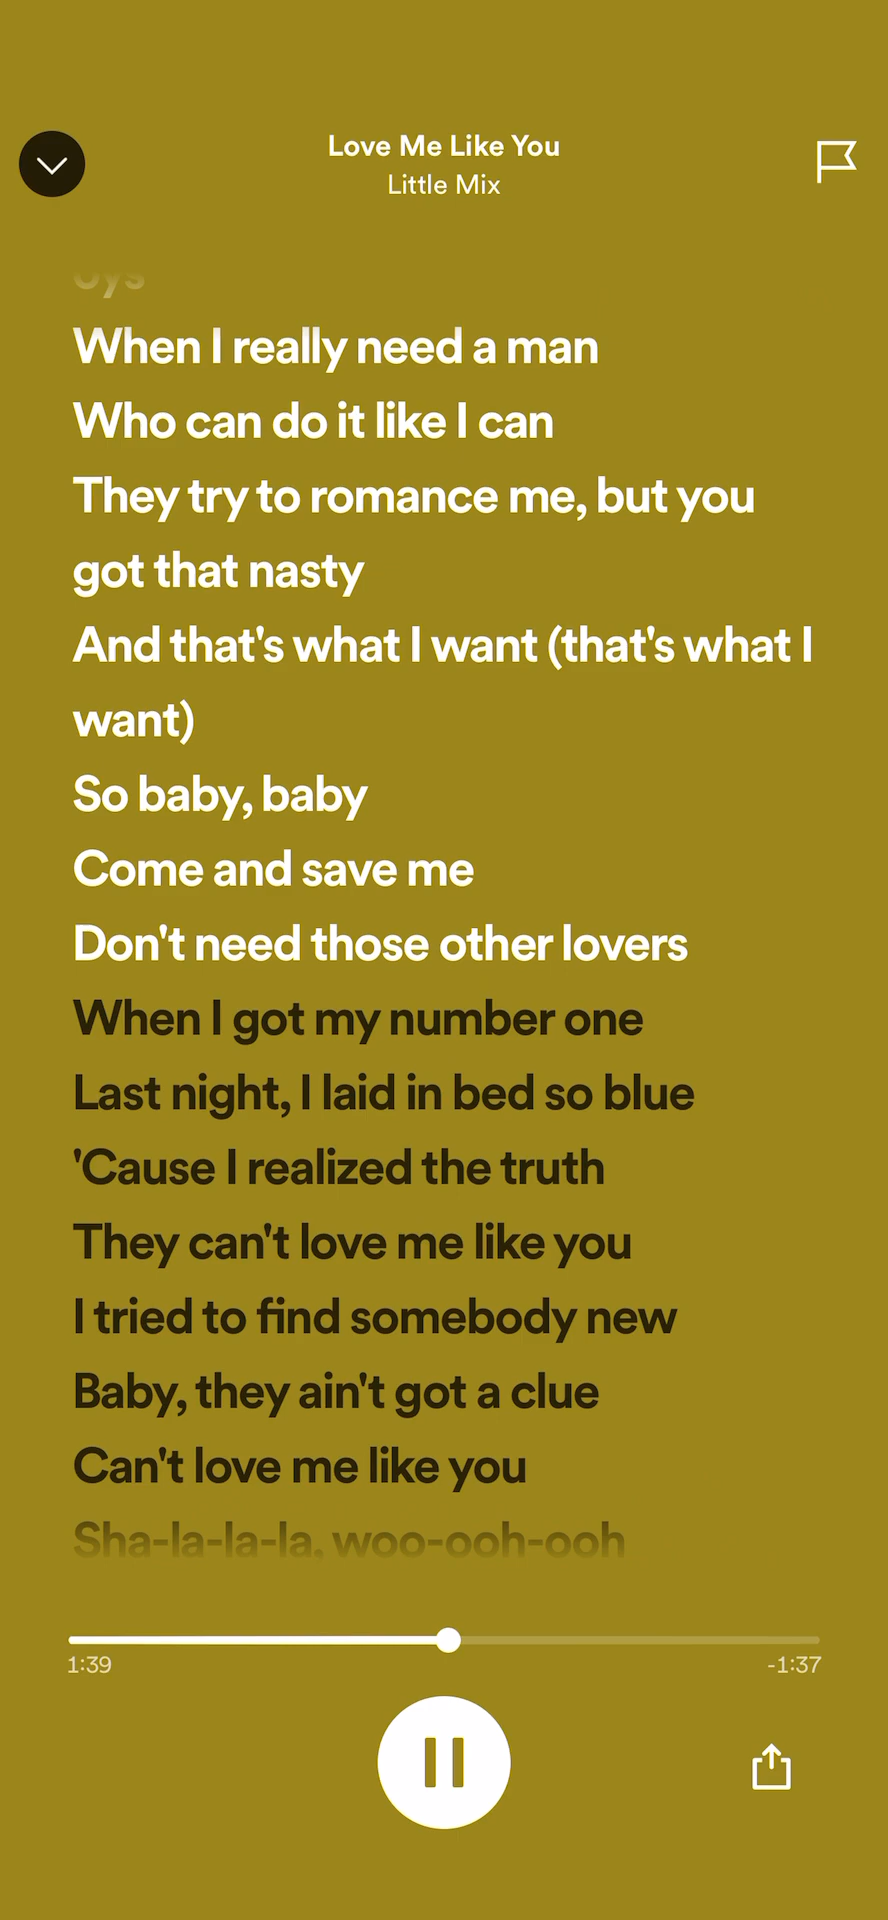 Love Me Like You
Little Mix
oys
When I really need a man
Who can do it like I can
They try to romance me, but you
got that nasty
And that's what I want (that's what I
want)
So baby, baby
Come and save me
Don't need those other lovers
When I got my number one
Last night, I laid in bed so blue
'Cause I realized the truth
They can't love me like you
I tried to find somebody new
Baby, they ain't got a clue
Can't love me like you
Sha-la-la-la, woo-ooh-ooh
1:39
-1:37